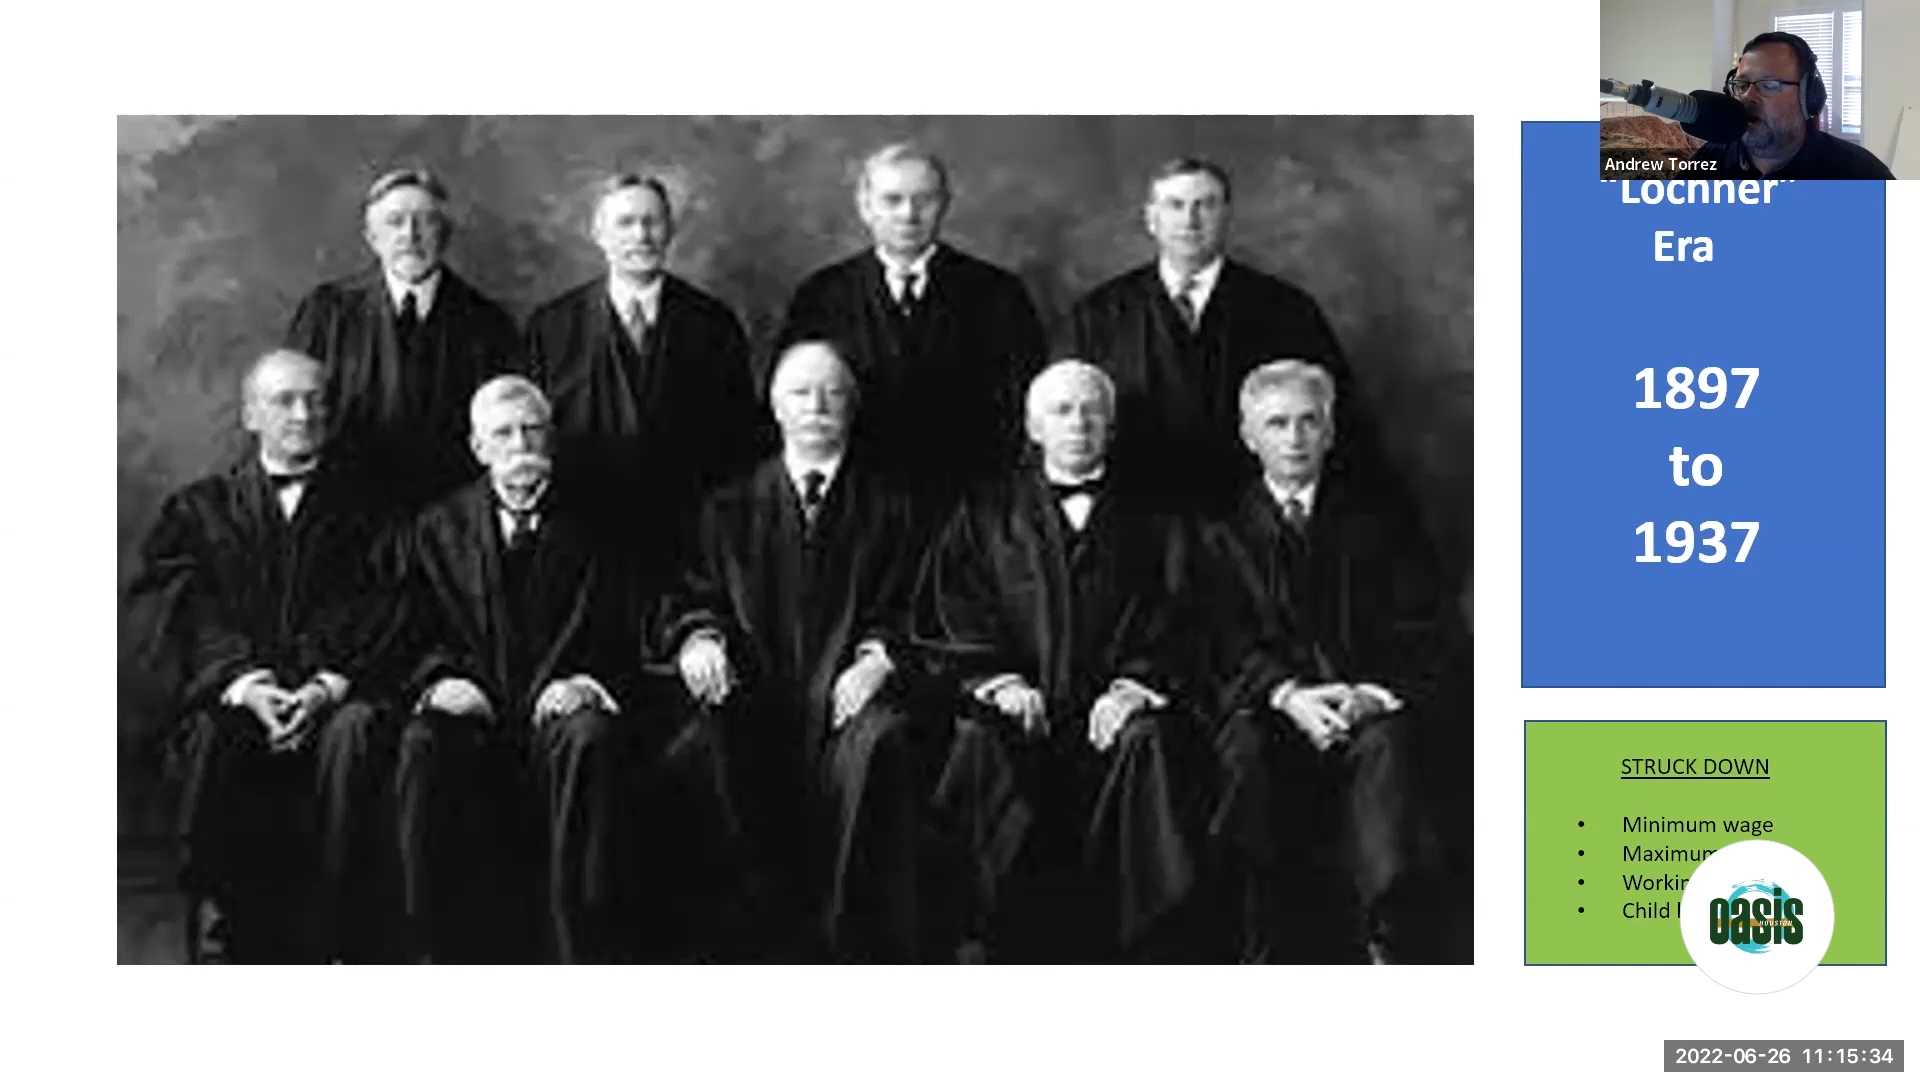 Andrew Torrez
"Lochner"
Era
1897
to
1937
STRUCK DOWN
• Minimum wage
• Maximum
•
• Child
oasis
HOUSTON
2022-06-26 11:15:34